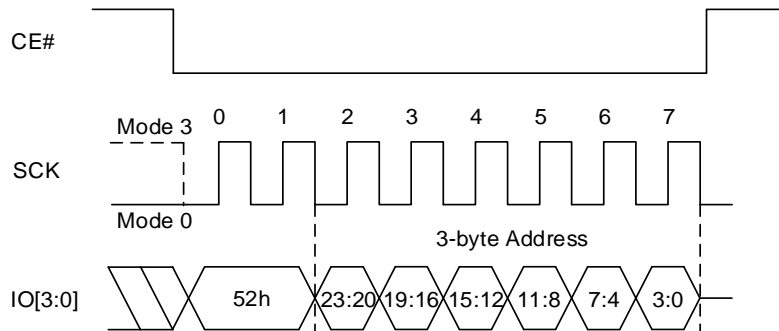 CE#
Mode 3 0 1 2 3 4 5 6 7
SCK
Mode 0
3-byte Address
IO[3:0] 52h 23:20 19:16 15:12 11:8 7:4 3:0